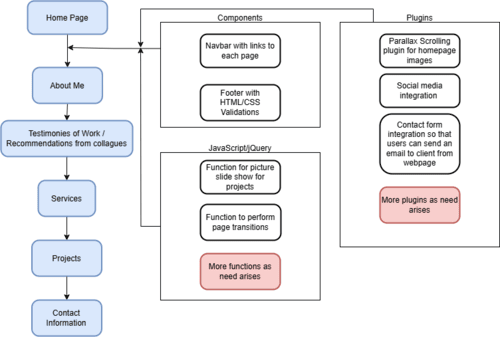 Home Page
About Me
Testimonies of Work /
Recommendations from collagues
Services
Projects
Contact
Information
Components
Navbar with links to
each page
Footer with
HTML/CSS
Validations
JavaScript/jQuery
Function for picture
slide show for
projects
Function to perform
page transitions
More functions as
need arises
Plugins
Parallax Scrolling
plugin for homepage
images
Social media
integration
Contact form
integration so that
users can send an
email to client from
webpage
More plugins as need
arises